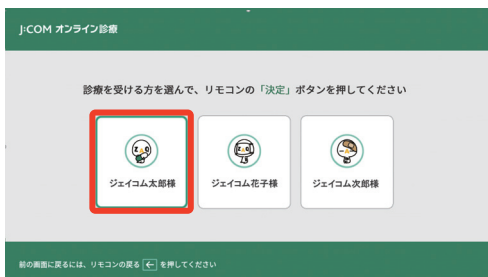 J:COM オンライン診療
診療を受ける方を選んで、リモコンの「決定」ボタンを押してください
ジェイコム太郎様
ジェイコム花子様
ジェイコム次郎様
前の画面に戻るには、リモコンの戻る ← を押してください